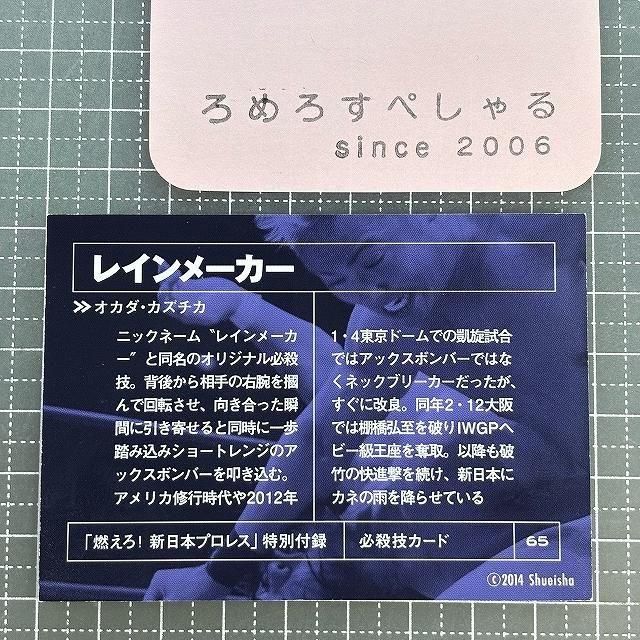 ろめろすぺしゃる
since 2006
レインメーカー
≫オカダ・カズチカ
ニックネーム〝レインメーカ
ー〟と同名のオリジナル必殺
技。背後から相手の右腕を摑
んで回転させ、向き合った瞬
間に引き寄せると同時に一歩
踏み込みショートレンジのア
ックスボンバーを叩き込む。
アメリカ修行時代や2012年
1・4東京ドームでの凱旋試合
ではアックスボンバーではな
くネックブリーカーだったが、
すぐに改良。同年2・12大阪
では棚橋弘至を破りIWGPヘ
ビー級王座を奪取。以降も破
竹の快進撃を続け、新日本に
カネの雨を降らせている
「燃えろ! 新日本プロレス」特別付録
必殺技カード
65
©2014 Shueisha